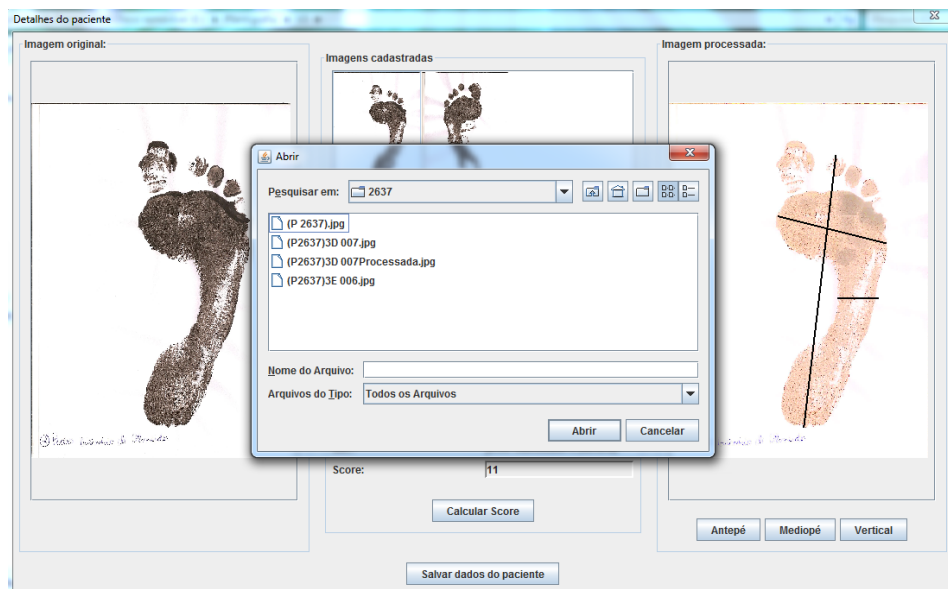 Detalhes do paciente
Imagem original:
Imagens cadastradas
Imagem processada:
Abrir
Pesquisar em:
2637
(P 2637).jpg
(P2637)3D 007.jpg
(P2637)3D 007Processada.jpg
(P2637)3E 006.jpg
Nome do Arquivo:
Arquivos do Tipo: Todos os Arquivos
Abrir Cancelar
Score: 11
Calcular Score
Antepé Mediopé Vertical
Salvar dados do paciente